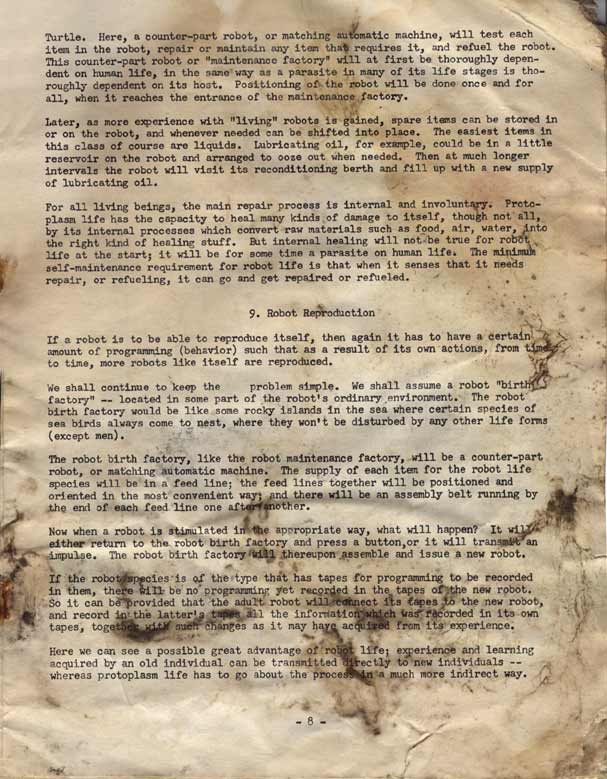 Turtle.  Here, a counter-part robot, or matching automatic machine, will test each
item in the robot, repair or maintain any item that requires it, and refuel the robot.
This counter-part robot or "maintenance factory" will at first be thoroughly depen-
dent on human life, in the same way as a parasite in many of its life stages is tho-
roughly dependent on its host.  Positioning of the robot will be done once and for
all, when it reaches the entrance of the maintenance factory.
Later, as more experience with "living" robots is gained, spare items can be stored in
or on the robot, and whenever needed can be shifted into place.  The easiest items in
this class of course are liquids.  Lubricating oil, for example, could be in a little
reservoir on the robot and arranged to ooze out when needed.  Then at much longer
intervals the robot will visit its reconditioning berth and fill up with a new supply
of lubricating oil.
For all living beings, the main repair process is internal and involuntary.  Proto-
plasm life has the capacity to heal many kinds of damage to itself, though not all,
by its internal processes which convert raw materials such as food, air, water, into
the right kind of healing stuff.  But internal healing will not be true for robot
life at the start; it will be for some time a parasite on human life.  The minimum
self-maintenance requirement for robot life is that when it senses that it needs
repair, or refueling, it can go and get repaired or refueled.
9. Robot Reproduction
If a robot is to be able to reproduce itself, then again it has to have a certain
amount of programming (behavior) such that as a result of its own actions, from time
to time, more robots like itself are reproduced.
We shall continue to keep the    problem simple.  We shall assume a robot "birth
factory" -- located in some part of the robot's ordinary environment.  The robot
birth factory would be like some rocky islands in the sea where certain species of
sea birds always come to nest, where they won't be disturbed by any other life forms
(except men).
The robot birth factory, like the robot maintenance factory, will be a counter-part
robot, or matching automatic machine.  The supply of each item for the robot life
species will be in a feed line; the feed lines together will be positioned and
oriented in the most convenient way; and there will be an assembly belt running by
the end of each feed line one after another.
Now when a robot is stimulated in the appropriate way, what will happen?  It will
either return to the robot birth factory and press a button,or it will transmit an
impulse.  The robot birth factory will thereupon assemble and issue a new robot.
If the robot species is of the type that has tapes for programming to be recorded
in them, there will be no programming yet recorded in the tapes of the new robot.
So it can be provided that the adult robot will connect its tapes to the new robot,
and record in the latter's tapes all the information which was recorded in its own
tapes, together with such changes as it may have acquired from its experience.
Here we can see a possible great advantage of robot life; experience and learning
acquired by an old individual can be transmitted directly to new individuals --
whereas protoplasm life has to go about the process in a much more indirect way.
- 8 -